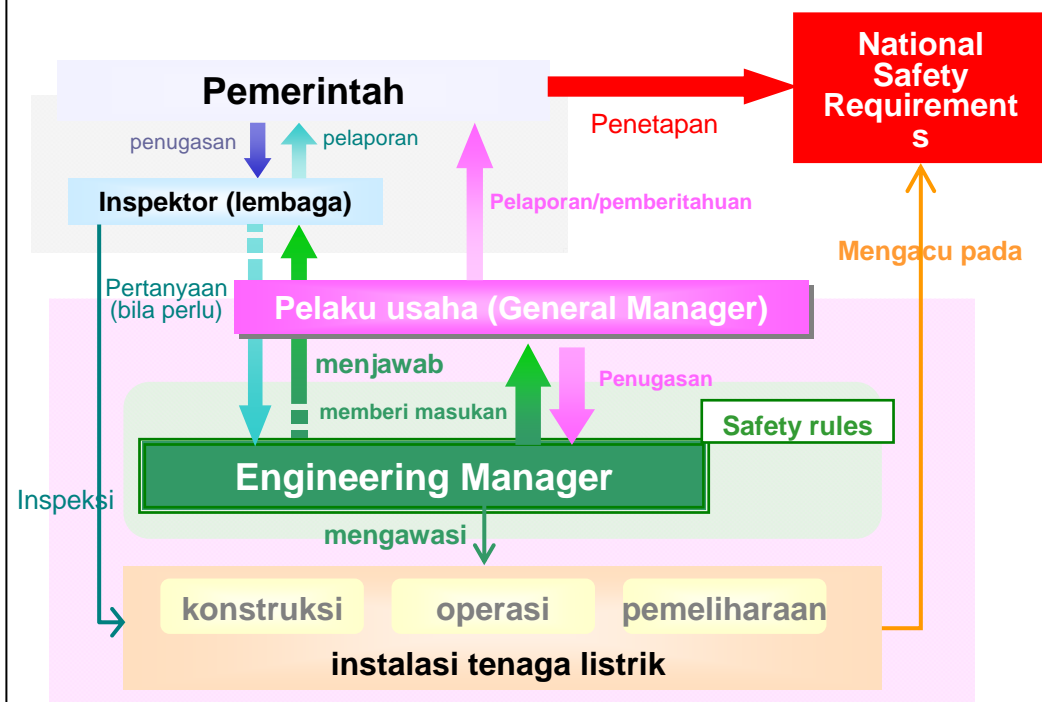 National
Safety
Requirement
s
Pemerintah
Penetapan
penugasan
pelaporan
Inspektor (lembaga)
Pelaporan/pemberitahuan
Mengacu pada
Pertanyaan
(bila perlu)
Pelaku usaha (General Manager)
menjawab
Penugasan
memberi masukan
Safety rules
Engineering Manager
Inspeksi
mengawasi
konstruksi
operasi
pemeliharaan
instalasi tenaga listrik